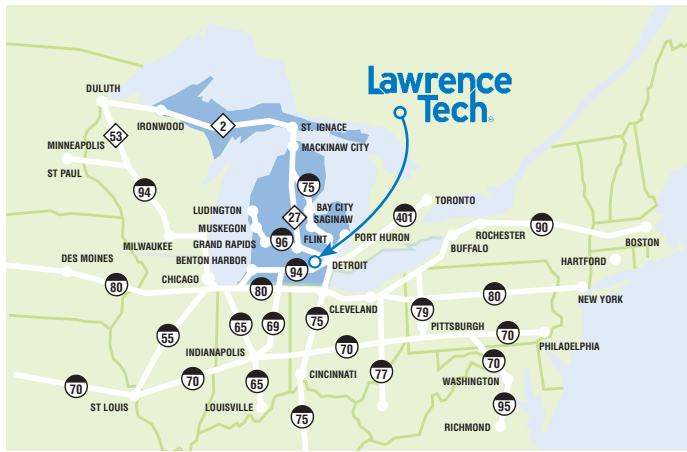 Lawrence
Tech
DULUTH
IRONWOOD
2
ST. IGNACE
53
MACKINAW CITY
MINNEAPOLIS
ST PAUL
94
75
TORONTO
LUDINGTON
BAY CITY
27
SAGINAW
401
MUSKEGON
MILWAUKEE
GRAND RAPIDS
96
FLINT
PORT HURON
ROCHESTER
90
BUFFALO
BOSTON
BENTON HARBOR
94
DETROIT
HARTFORD
DES MOINES
80
CHICAGO
80
80
NEW YORK
CLEVELAND
79
55
65
69
75
PITTSBURGH
70
PHILADELPHIA
INDIANAPOLIS
70
70
70
70
65
CINCINNATI
77
WASHINGTON
ST LOUIS
LOUISVILLE
75
95
RICHMOND